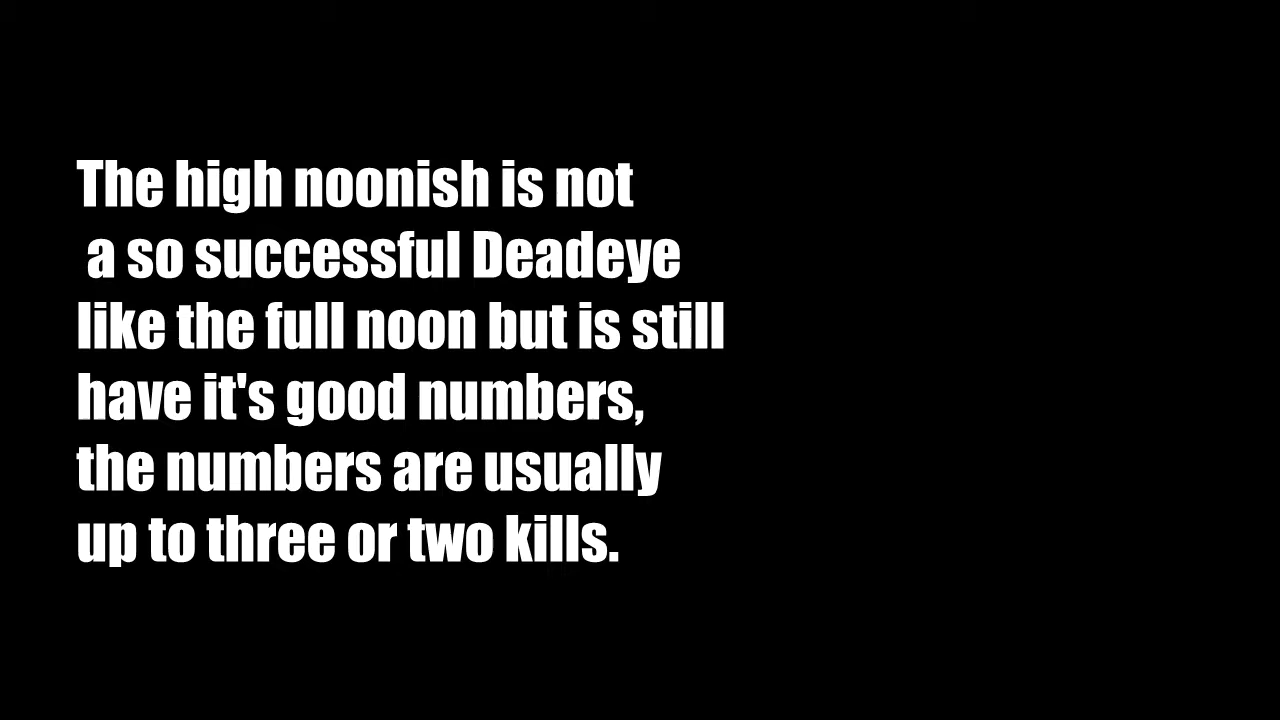 The high noonish is not
a so successful Deadeye
like the full noon but is still
have it's good numbers,
the numbers are usually
up to three or two kills.